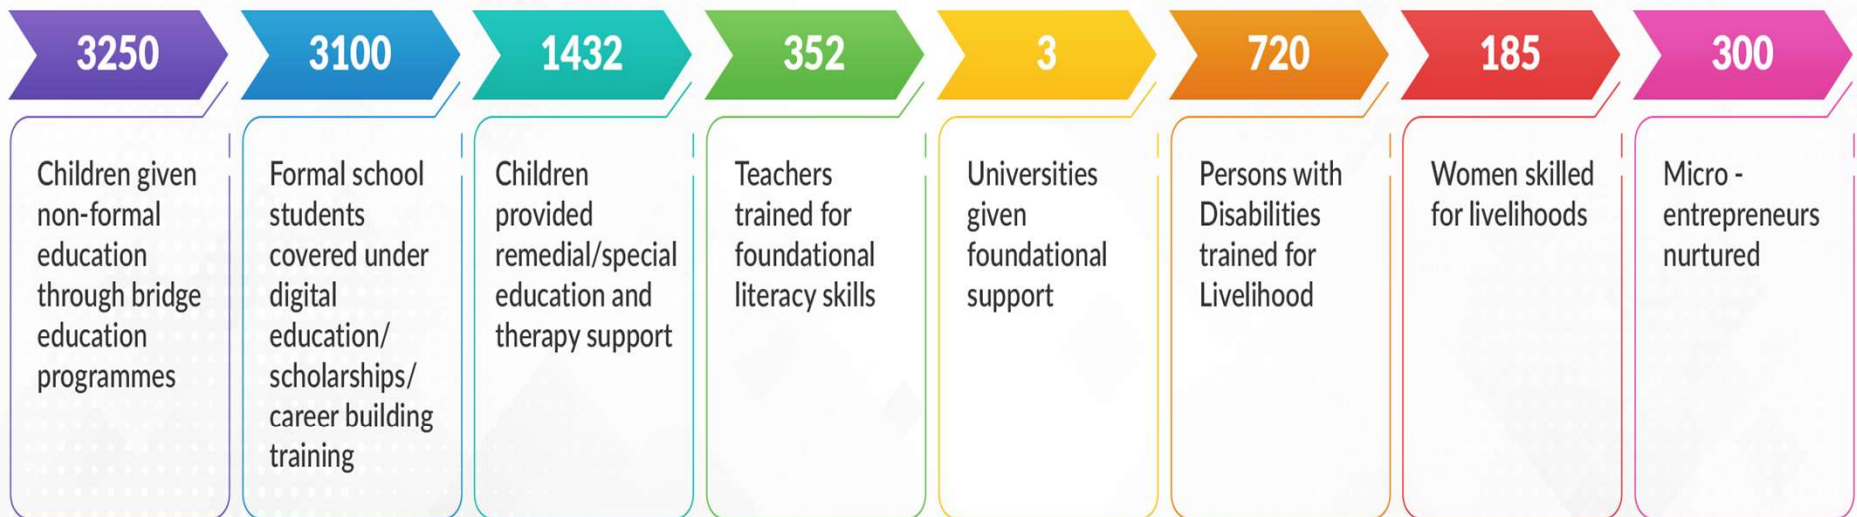 3250
Children given
non-formal
education
through bridge
education
programmes
3100
Formal school
students
covered under
digital
education/
scholarships/
career building
training
1432
Children
provided
remedial/special
education and
therapy support
352
Teachers
trained for
foundational
literacy skills
3
Universities
given
foundational
support
720
Persons with
Disabilities
trained for
Livelihood
185
Women skilled
for livelihoods
300
Micro -
entrepreneurs
nurtured